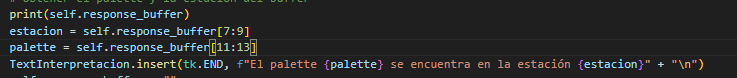 # Obtener el palette y la estacion del buffer
print(self.response_buffer)
estacion = self.response_buffer[7:9]
palette = self.response_buffer[11:13]
TextInterpretacion.insert(tk.END, f"El palette {palette} se encuentra en la estación {estacion}" + "\n")